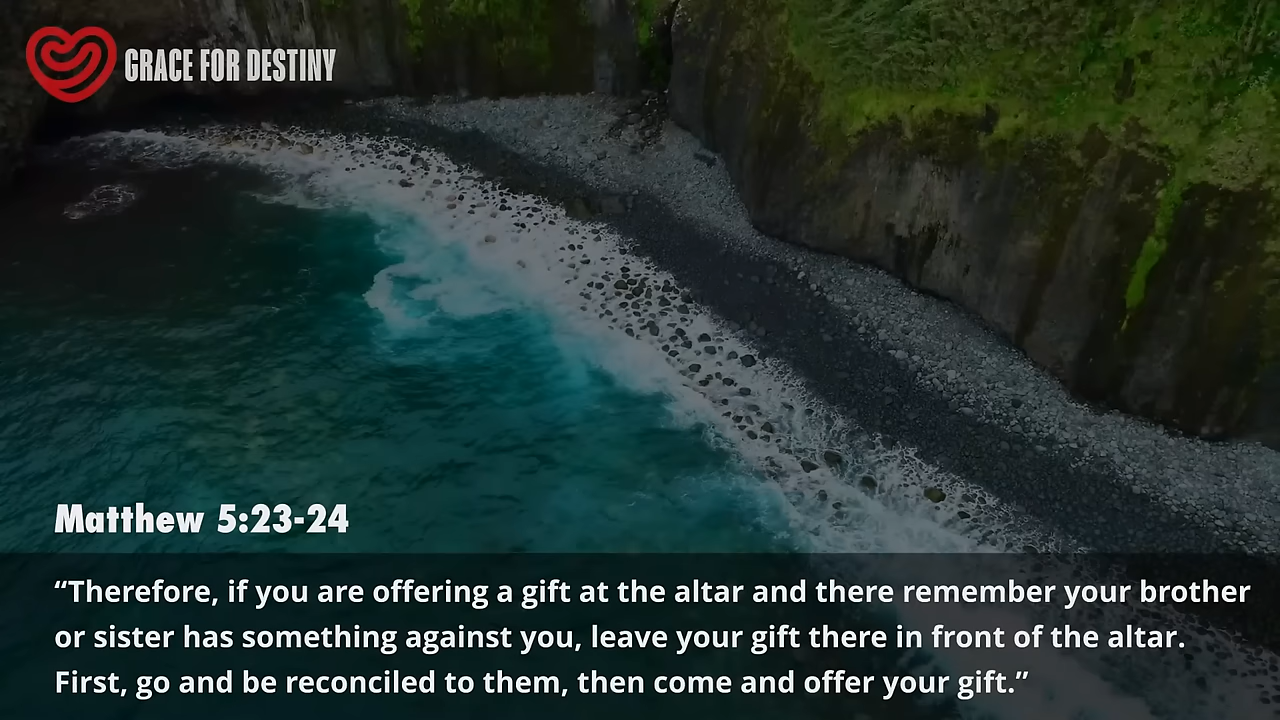 GRACE FOR DESTINY
Matthew 5:23-24
“Therefore, if you are offering a gift at the altar and there remember your brother
or sister has something against you, leave your gift there in front of the altar.
First, go and be reconciled to them, then come and offer your gift.”